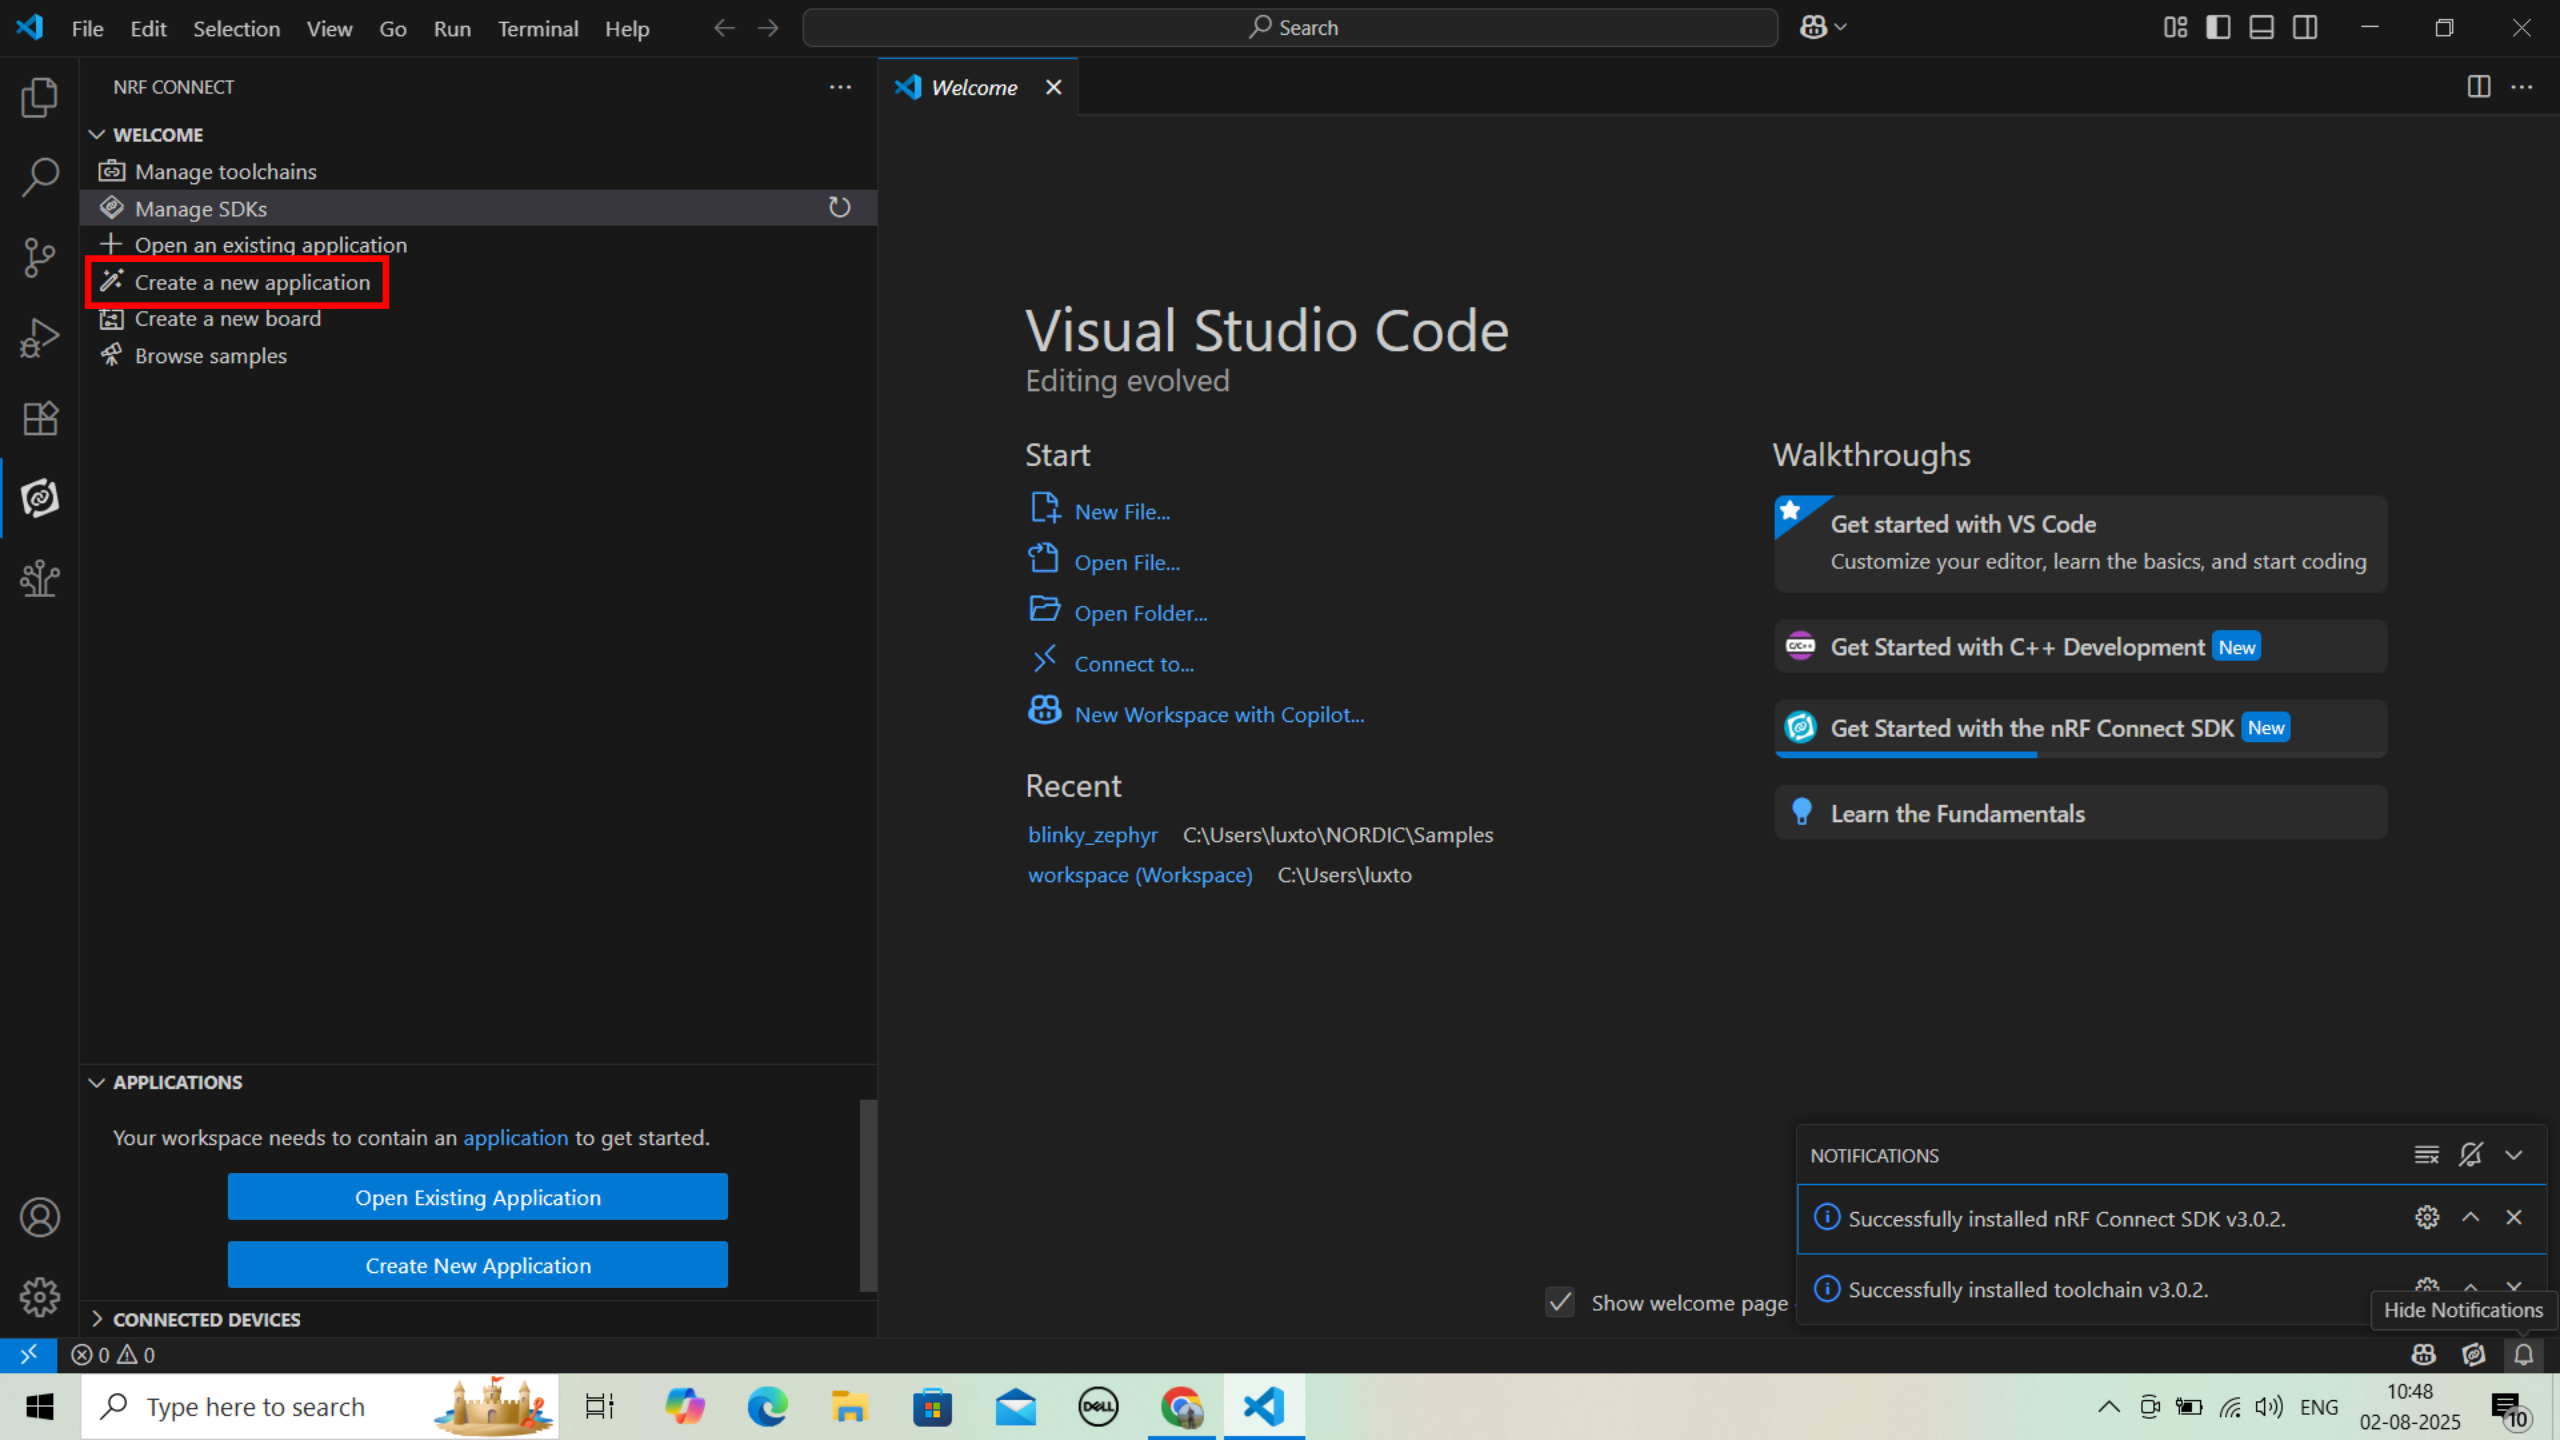 File Edit Selection View Go Run Terminal Help
Search
NRF CONNECT
Welcome
WELCOME
Manage toolchains
Manage SDKs
Open an existing application
Create a new application
Create a new board
Browse samples
Visual Studio Code
Editing evolved
Start
New File...
Open File...
Open Folder...
Connect to...
New Workspace with Copilot...
Recent
blinky_zephyr C:\Users\luxto\NORDIC\Samples
workspace (Workspace) C:\Users\luxto
Walkthroughs
Get started with VS Code
Customize your editor, learn the basics, and start coding
C/C++ Get Started with C++ Development New
Get Started with the nRF Connect SDK New
Learn the Fundamentals
APPLICATIONS
Your workspace needs to contain an application to get started.
Open Existing Application
Create New Application
CONNECTED DEVICES
NOTIFICATIONS
Successfully installed nRF Connect SDK v3.0.2.
Successfully installed toolchain v3.0.2.
Hide Notifications
Show welcome page
0 0
Type here to search
DELL
ENG
10:48
02-08-2025
10